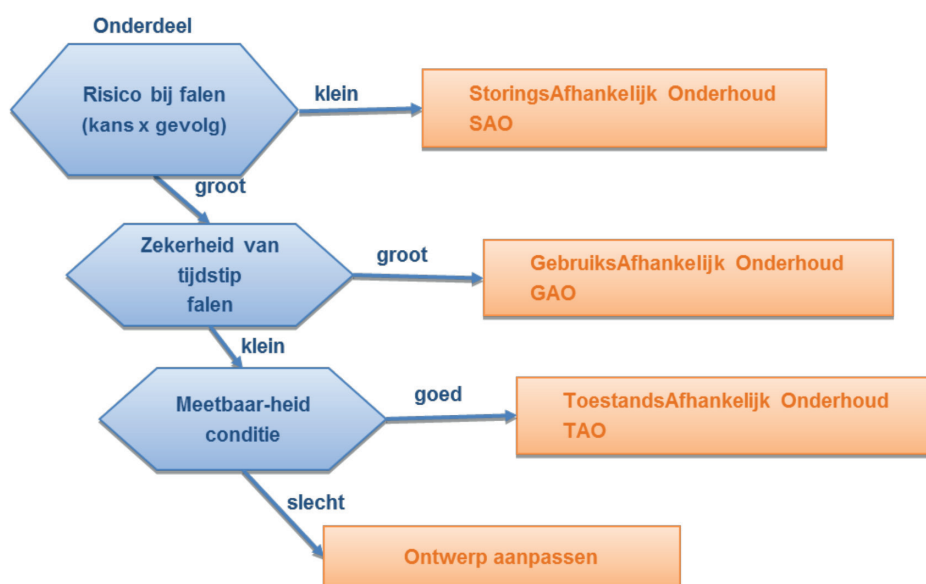 Onderdeel
Risico bij falen
(kans x gevolg)
klein
StoringsAfhankelijk Onderhoud
SAO
groot
Zekerheid van
tijdstip
falen
groot
GebruiksAfhankelijk Onderhoud
GAO
klein
Meetbaar-heid
conditie
goed
ToestandsAfhankelijk Onderhoud
TAO
slecht
Ontwerp aanpassen